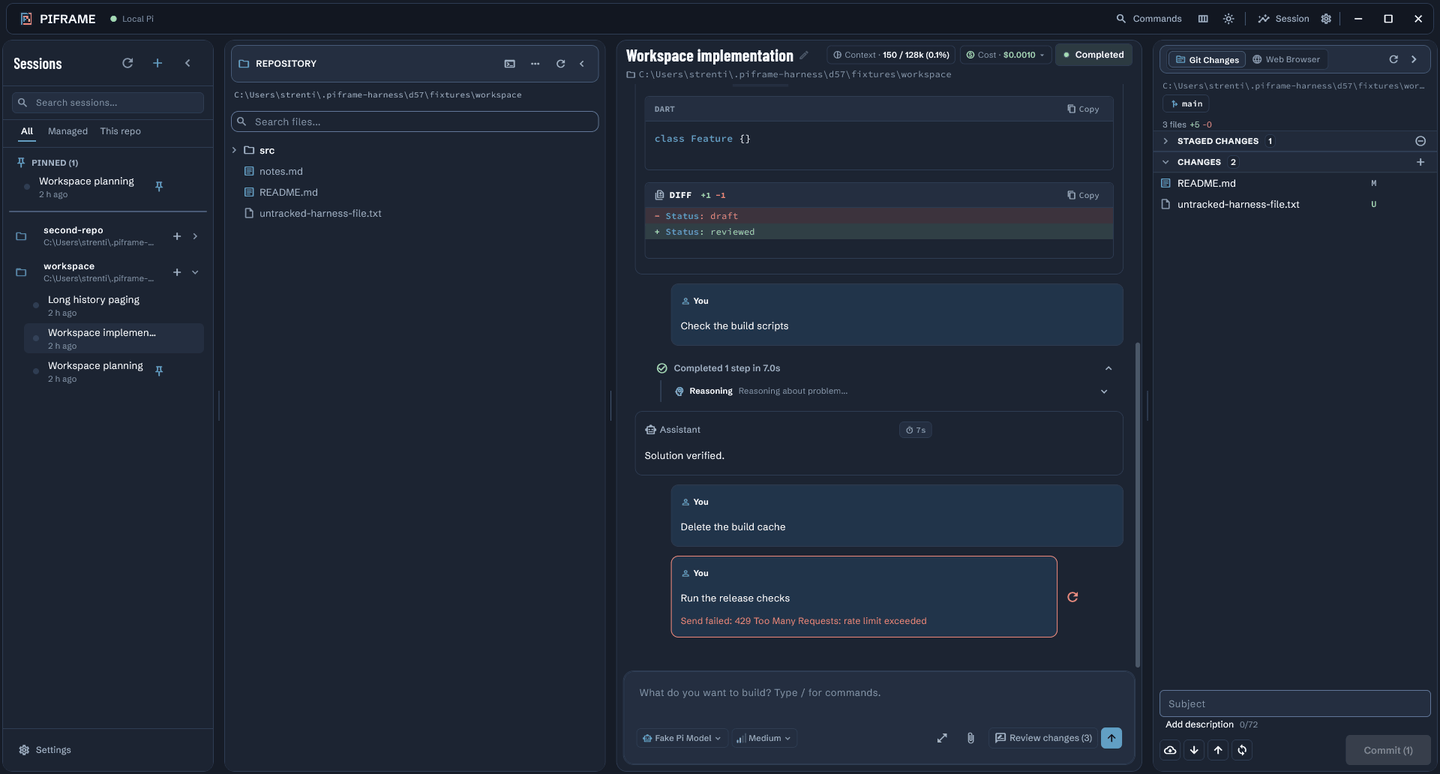 PIFRAME
Local Pi
Commands
Session
Sessions
Search sessions...
All Managed This repo
PINNED (1)
Workspace planning
2 h ago
second-repo
C:\Users\strenti\.piframe-...
workspace
C:\Users\strenti\.piframe-...
Long history paging
2 h ago
Workspace implemen...
2 h ago
Workspace planning
2 h ago
Settings
REPOSITORY
C:\Users\strenti\.piframe-harness\d57\fixtures\workspace
Search files...
src
notes.md
README.md
untracked-harness-file.txt
Workspace implementation
Context · 150 / 128k (0.1%)
Cost · $0.0010
Completed
C:\Users\strenti\.piframe-harness\d57\fixtures\workspace
DART
Copy
class Feature {}
DIFF +1 −1
Copy
- Status: draft
+ Status: reviewed
You
Check the build scripts
Completed 1 step in 7.0s
Reasoning Reasoning about problem...
Assistant
7s
Solution verified.
You
Delete the build cache
You
Run the release checks
Send failed: 429 Too Many Requests: rate limit exceeded
What do you want to build? Type / for commands.
Fake Pi Model
Medium
Review changes (3)
Git Changes
Web Browser
C:\Users\strenti\.piframe-harness\d57\fixtures\wor...
main
3 files +5 −0
STAGED CHANGES 1
CHANGES 2
README.md M
untracked-harness-file.txt U
Subject
Add description 0/72
Commit (1)